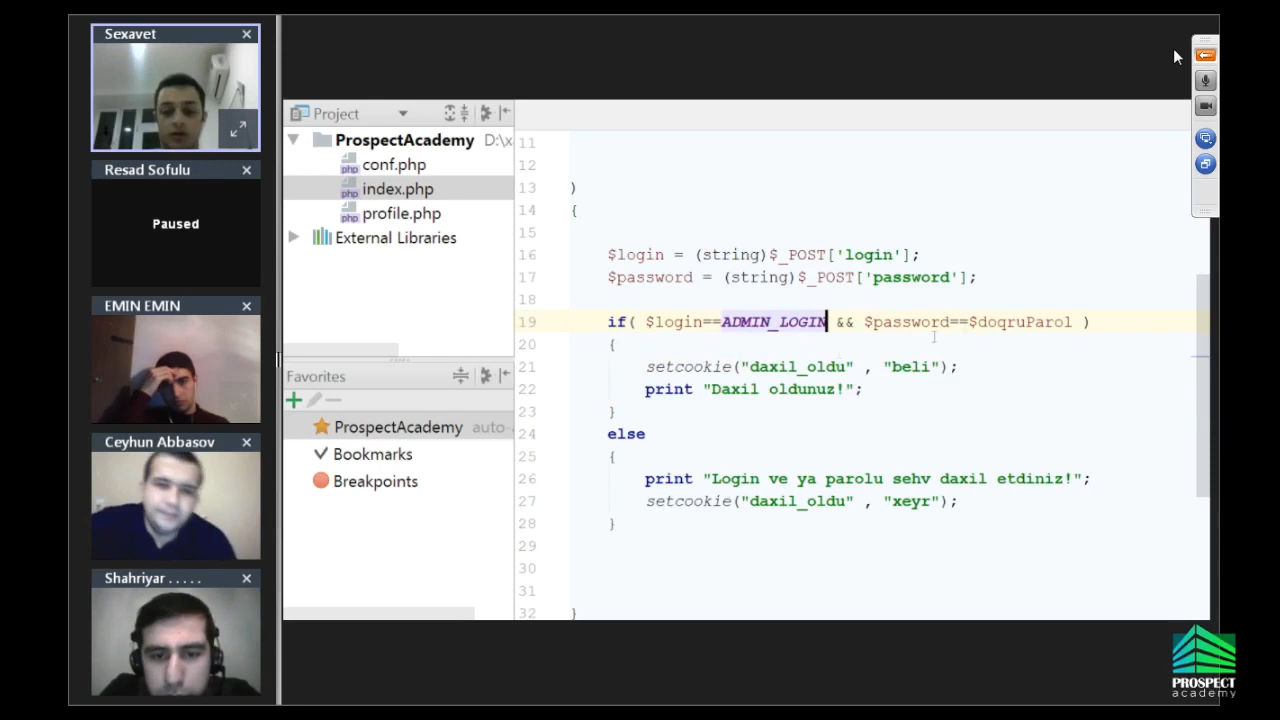 Sexavet
Resad Sofulu
Paused
EMIN EMIN
Ceyhun Abbasov
Shahriyar . . . . .
Project
ProspectAcademy D:\x
php conf.php
php index.php
php profile.php
External Libraries
Favorites
ProspectAcademy auto-
Bookmarks
Breakpoints
11
12
13 )
14 {
15
16 $login = (string)$_POST['login'];
17 $password = (string)$_POST['password'];
18
19 if( $login==ADMIN_LOGIN && $password==$doqruParol )
20 {
21 setcookie("daxil_oldu" , "beli");
22 print "Daxil oldunuz!";
23 }
24 else
25 {
26 print "Login ve ya parolu sehv daxil etdiniz!";
27 setcookie("daxil_oldu" , "xeyr");
28 }
29
30
31
32 }
PROSPECT
academy